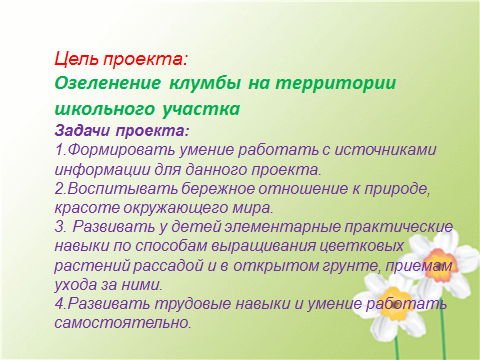 Цель проекта:
Озеленение клумбы на территории
школьного участка
Задачи проекта:
1.Формировать умение работать с источниками
информации для данного проекта.
2.Воспитывать бережное отношение к природе,
красоте окружающего мира.
3. Развивать у детей элементарные практические
навыки по способам выращивания цветковых
растений рассадой и в открытом грунте, приемам
ухода за ними.
4.Развивать трудовые навыки и умение работать
самостоятельно.